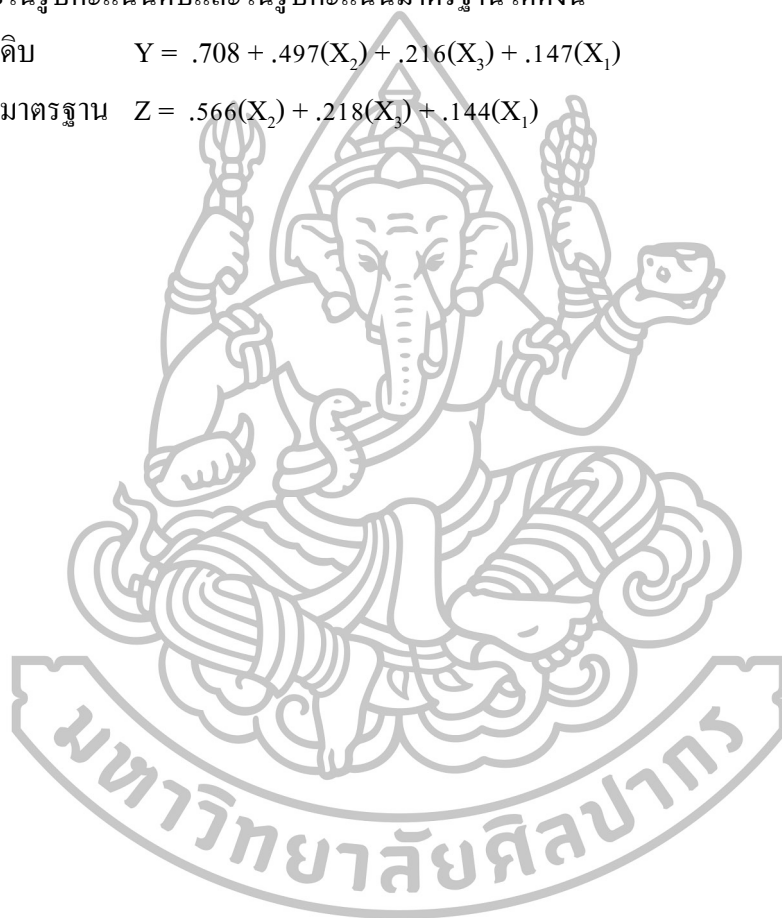 ดิบ Y = .708 + .497(X₂) + .216(X₃) + .147(X₁)
มาตรฐาน Z = .566(X₂) + .218(X₃) + .144(X₁)
มหาวิทยาลัยศิลปากร